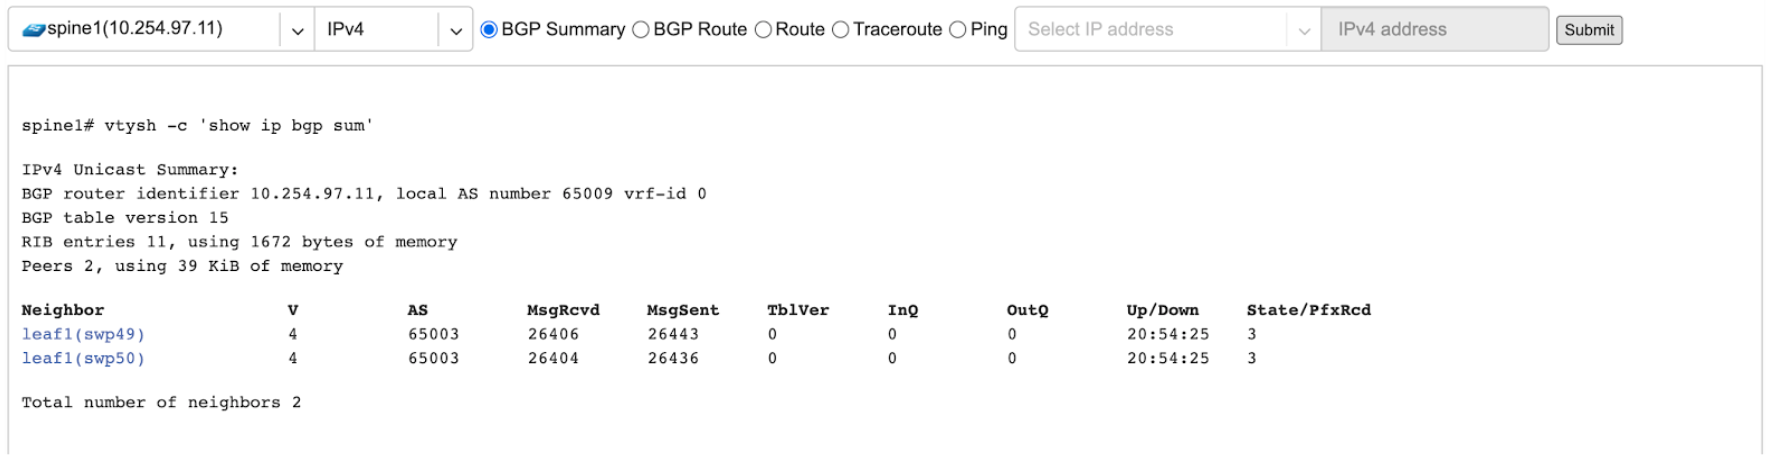 spine1(10.254.97.11) IPv4 BGP Summary BGP Route Route Traceroute Ping Select IP address IPv4 address Submit
spine1# vtysh -c 'show ip bgp sum'
IPv4 Unicast Summary:
BGP router identifier 10.254.97.11, local AS number 65009 vrf-id 0
BGP table version 15
RIB entries 11, using 1672 bytes of memory
Peers 2, using 39 KiB of memory
Neighbor V AS MsgRcvd MsgSent TblVer InQ OutQ Up/Down State/PfxRcd
leaf1(swp49) 4 65003 26406 26443 0 0 0 20:54:25 3
leaf1(swp50) 4 65003 26404 26436 0 0 0 20:54:25 3
Total number of neighbors 2